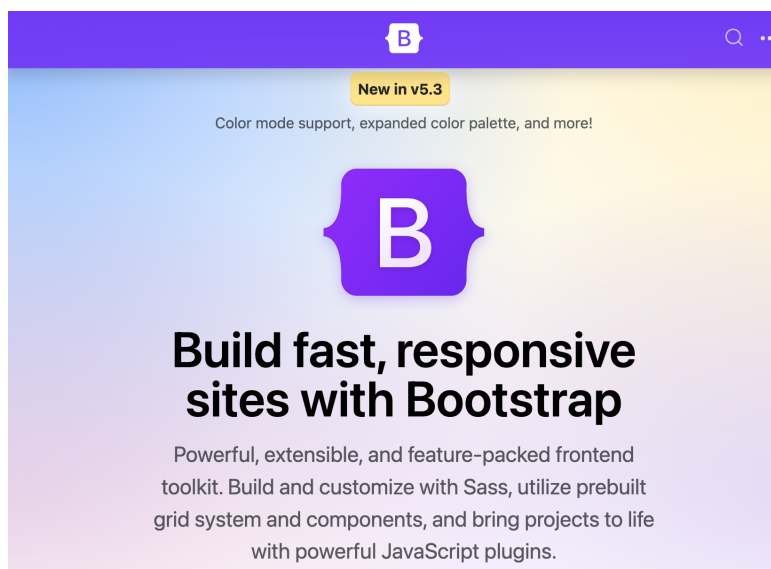 B
New in v5.3
Color mode support, expanded color palette, and more!
B
Build fast, responsive
sites with Bootstrap
Powerful, extensible, and feature-packed frontend
toolkit. Build and customize with Sass, utilize prebuilt
grid system and components, and bring projects to life
with powerful JavaScript plugins.